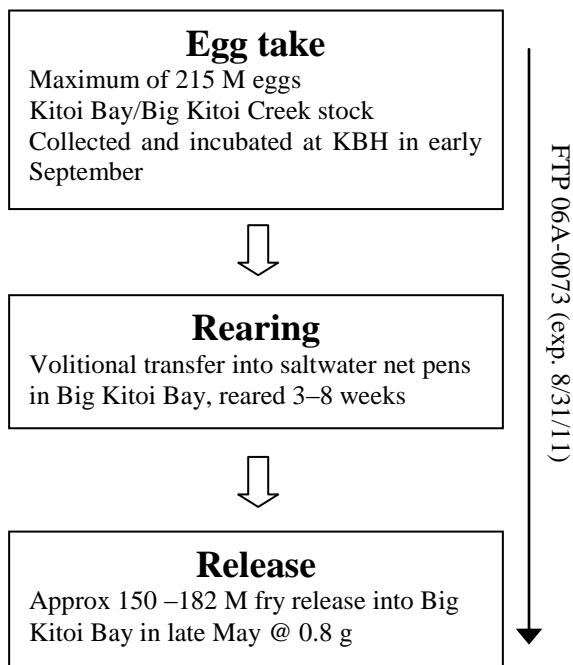 Egg take
Maximum of 215 M eggs
Kitoi Bay/Big Kitoi Creek stock
Collected and incubated at KBH in early
September
Rearing
Volitional transfer into saltwater net pens
in Big Kitoi Bay, reared 3–8 weeks
Release
Approx 150 –182 M fry release into Big
Kitoi Bay in late May @ 0.8 g
FTP 06A-0073 (exp. 8/31/11)